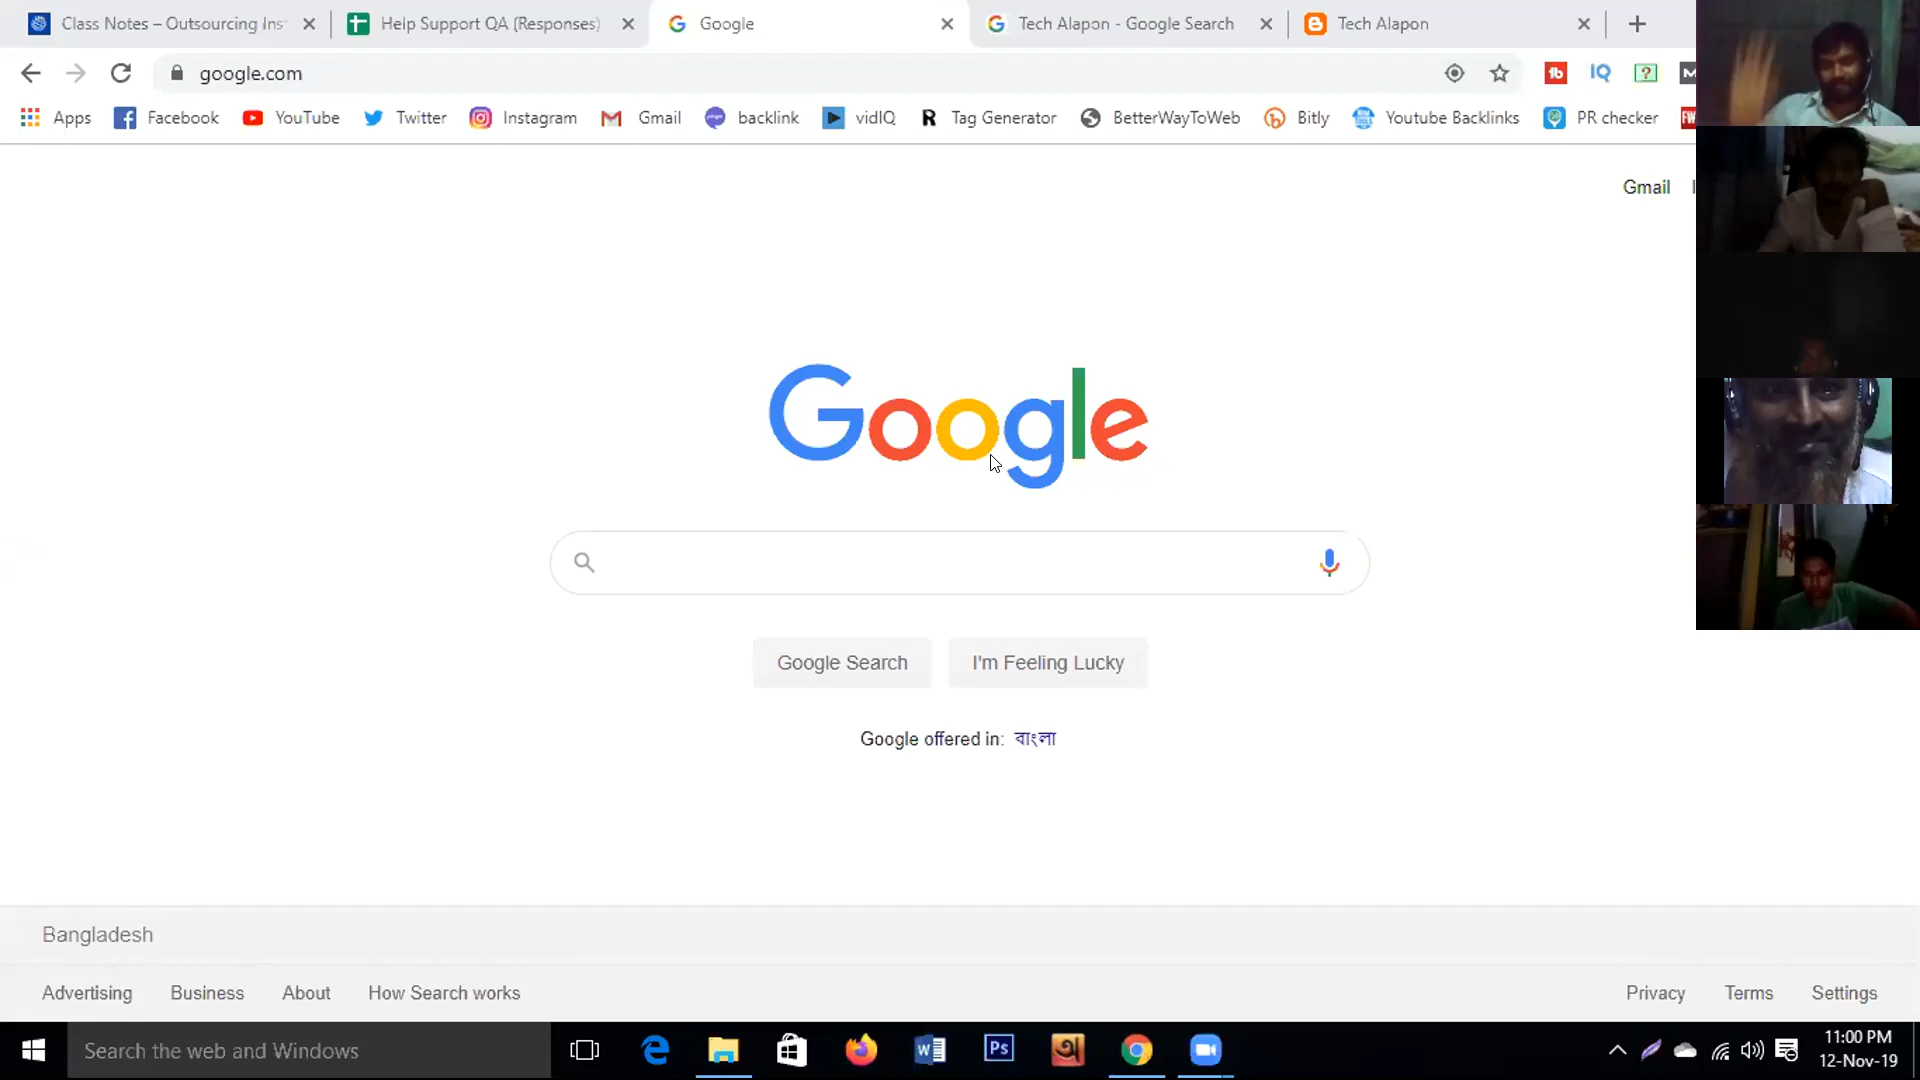 Class Notes – Outsourcing Ins
Help Support QA (Responses)
Google
Tech Alapon - Google Search
Tech Alapon
google.com
Apps
Facebook
YouTube
Twitter
Instagram
Gmail
backlink
vidIQ
Tag Generator
BetterWayToWeb
Bitly
Youtube Backlinks
PR checker
Gmail
Google
Google Search
I'm Feeling Lucky
Google offered in: বাংলা
Bangladesh
Advertising
Business
About
How Search works
Privacy
Terms
Settings
Search the web and Windows
Ps
অ
11:00 PM
12-Nov-19